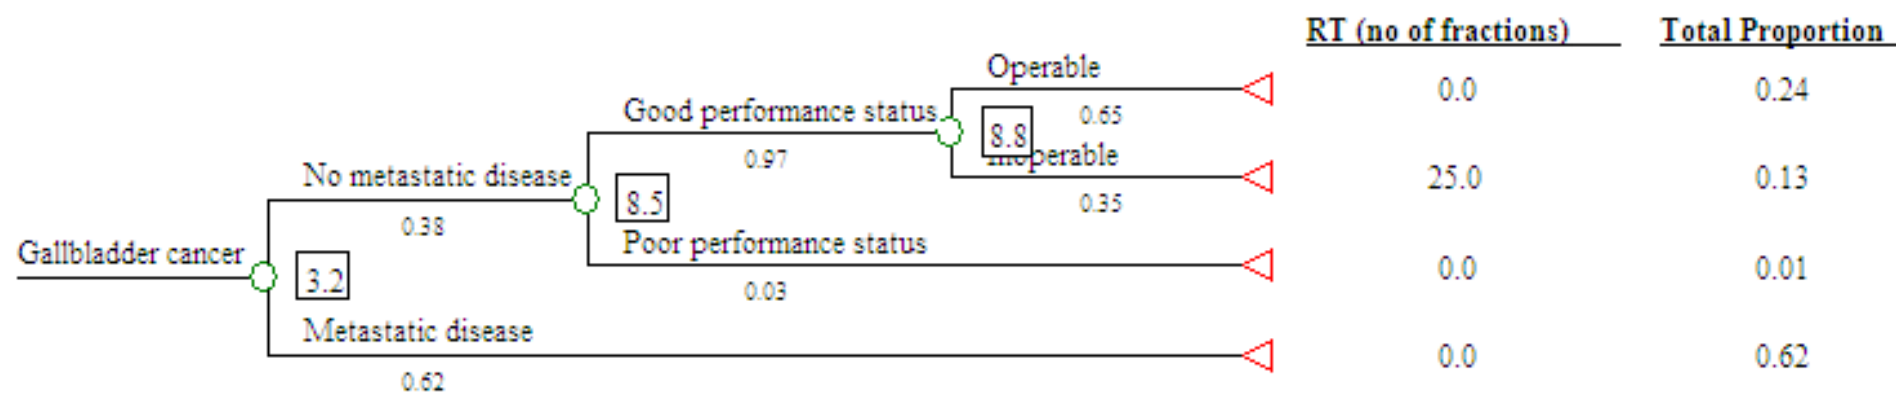 RT (no of fractions) Total Proportion
Operable 0.0 0.24
0.65
Good performance status 8.8
0.97
Inoperable 25.0 0.13
0.35
No metastatic disease 8.5
0.38
Poor performance status 0.0 0.01
0.03
Gallbladder cancer 3.2
Metastatic disease 0.0 0.62
0.62